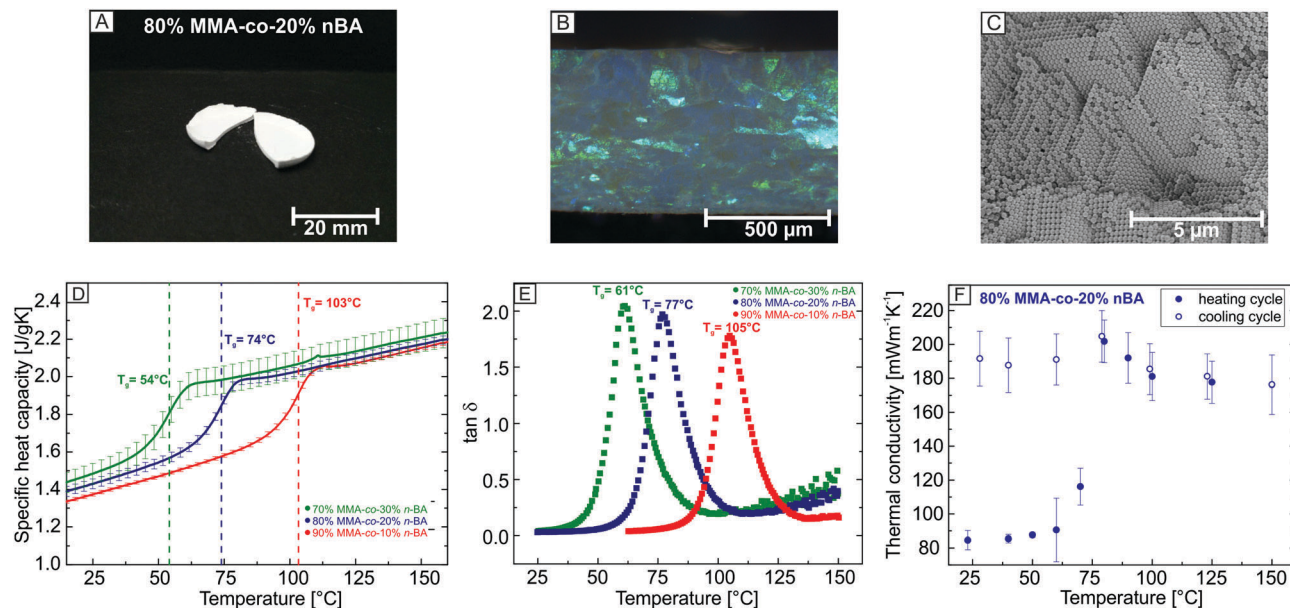 A
80% MMA-co-20% nBA
20 mm
B
500 µm
C
5 µm
D
Specific heat capacity [J/gK]
2.4
2.2
2.0
1.8
1.6
1.4
1.2
1.0
Tg= 54°C
Tg= 74°C
Tg= 103°C
70% MMA-co-30% n-BA
80% MMA-co-20% n-BA
90% MMA-co-10% n-BA
25 50 75 100 125 150
Temperature [°C]
E
tan δ
2.0
1.5
1.0
0.5
0.0
Tg= 61°C
Tg= 77°C
Tg= 105°C
70% MMA-co-30% n-BA
80% MMA-co-20% n-BA
90% MMA-co-10% n-BA
25 50 75 100 125 150
Temperature [°C]
F
80% MMA-co-20% nBA
heating cycle
cooling cycle
Thermal conductivity [mWm-1K-1]
220
200
180
160
140
120
100
80
25 50 75 100 125 150
Temperature [°C]